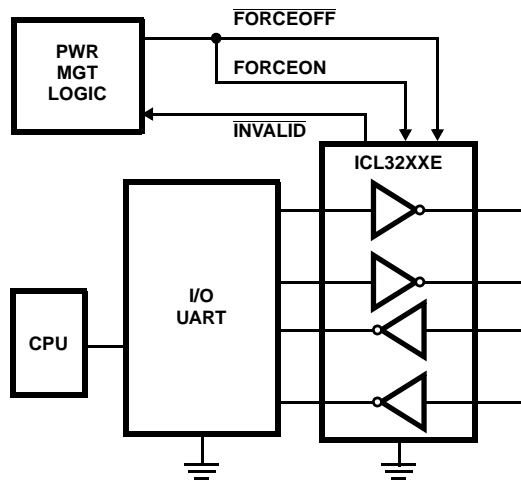 FORCEOFF
PWR
MGT
LOGIC
FORCEON
INVALID
ICL32XXE
I/O
UART
CPU